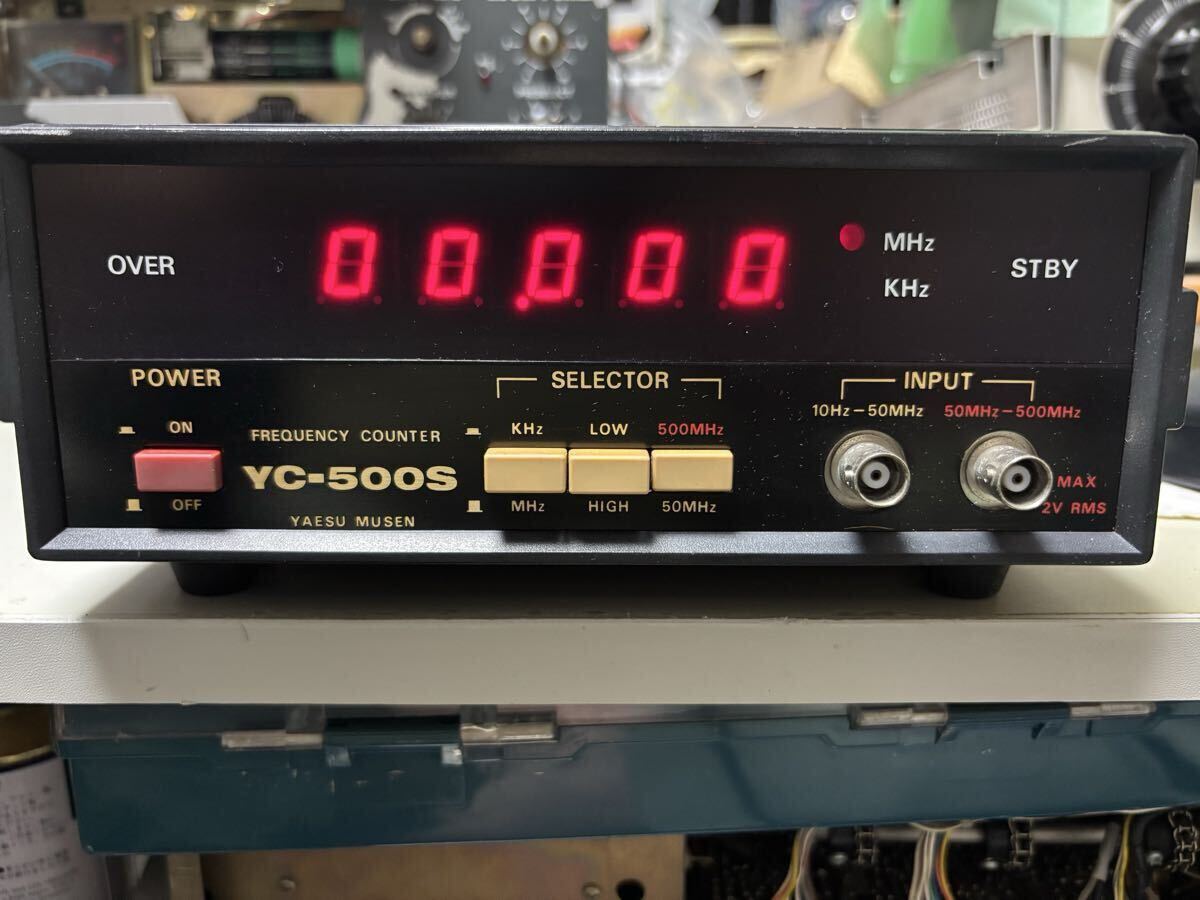 OVER
00.000
MHz
KHz
STBY
POWER
ON
OFF
FREQUENCY COUNTER
YC-500S
YAESU MUSEN
SELECTOR
KHz LOW 500MHz
MHz HIGH 50MHz
INPUT
10Hz-50MHz 50MHz-500MHz
MAX
2V RMS